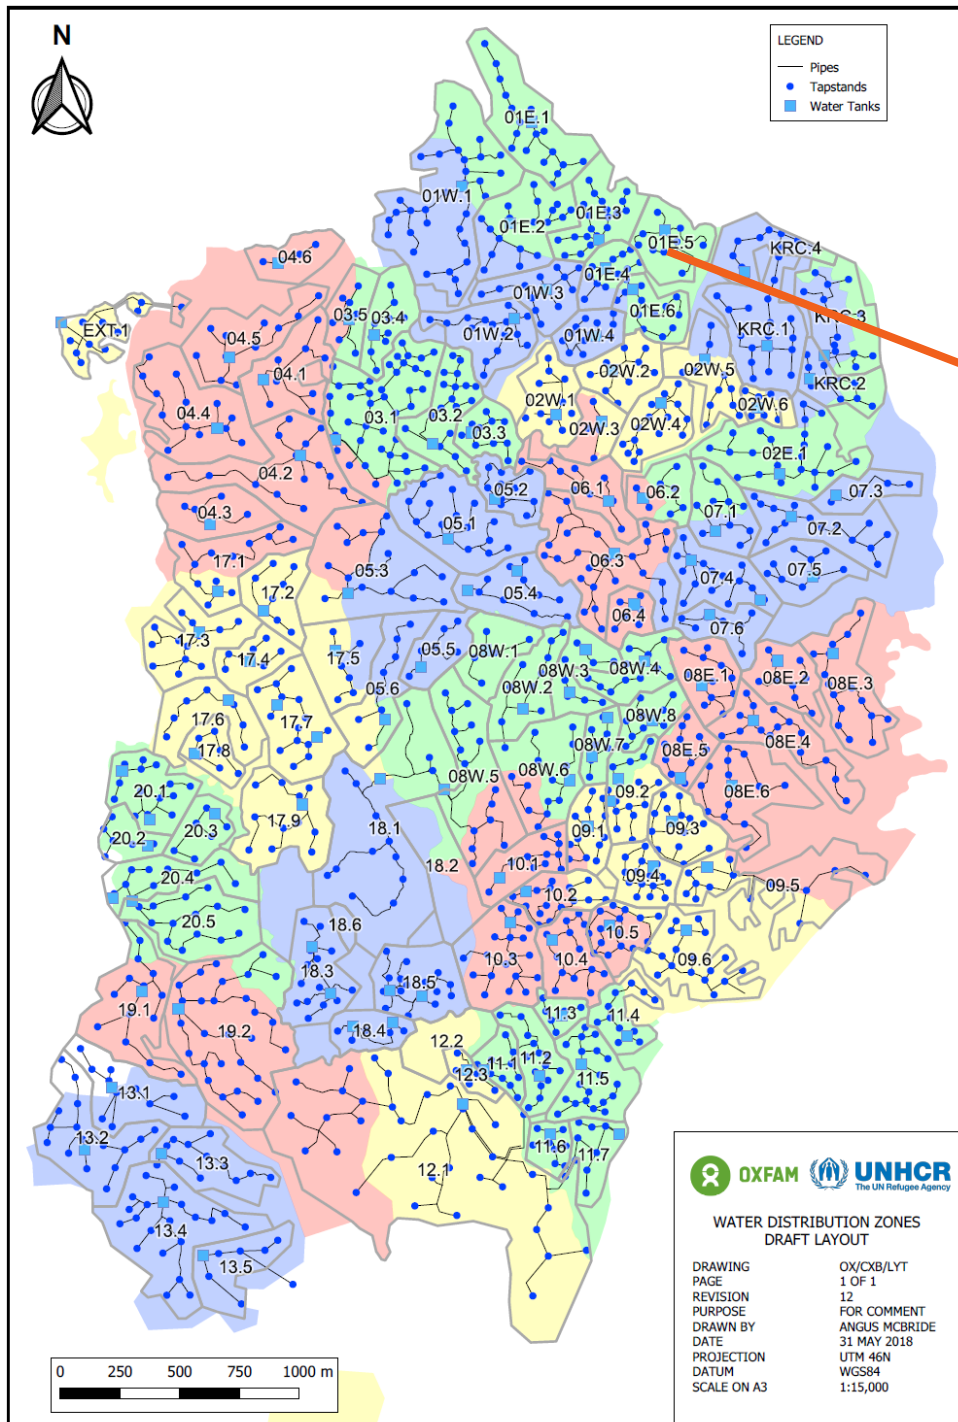 N
LEGEND
Pipes
Tapstands
Water Tanks
01E.1
01W.1
01E.2
01E.3
01E.5
KRC.4
04.6
01E.4
01W.3
01E.6
KRC.3
EXT.1
03.5
03.4
04.5
01W.2
01W.4
KRC.1
04.1
02W.2
02W.5
KRC.2
04.4
03.1
03.2
02W.1
02W.6
03.3
02W.3
02W.4
02E.1
04.2
05.2
06.1
06.2
07.3
04.3
05.1
07.1
07.2
17.1
05.3
06.3
07.4
07.5
17.2
05.4
06.4
07.6
17.3
17.4
17.5
05.5
08W.1
08W.3
08W.4
08E.1
08E.2
08E.3
05.6
08W.2
17.6
17.7
08W.8
17.8
08W.7
08E.5
08E.4
08W.5
08W.6
08E.6
20.1
09.2
17.9
18.1
20.2
20.3
09.1
09.3
18.2
10.1
20.4
09.4
09.5
10.2
20.5
18.6
10.5
10.3
10.4
09.6
18.3
18.5
19.1
11.3
11.4
19.2
18.4
12.2
11.1
11.2
12.3
11.5
13.1
13.2
11.6
11.7
13.3
12.1
13.4
13.5
OXFAM
UNHCR
The UN Refugee Agency
WATER DISTRIBUTION ZONES
DRAFT LAYOUT
DRAWING OX/CXB/LYT
PAGE 1 OF 1
REVISION 12
PURPOSE FOR COMMENT
DRAWN BY ANGUS MCBRIDE
DATE 31 MAY 2018
PROJECTION UTM 46N
DATUM WGS84
SCALE ON A3 1:15,000
0 250 500 750 1000 m